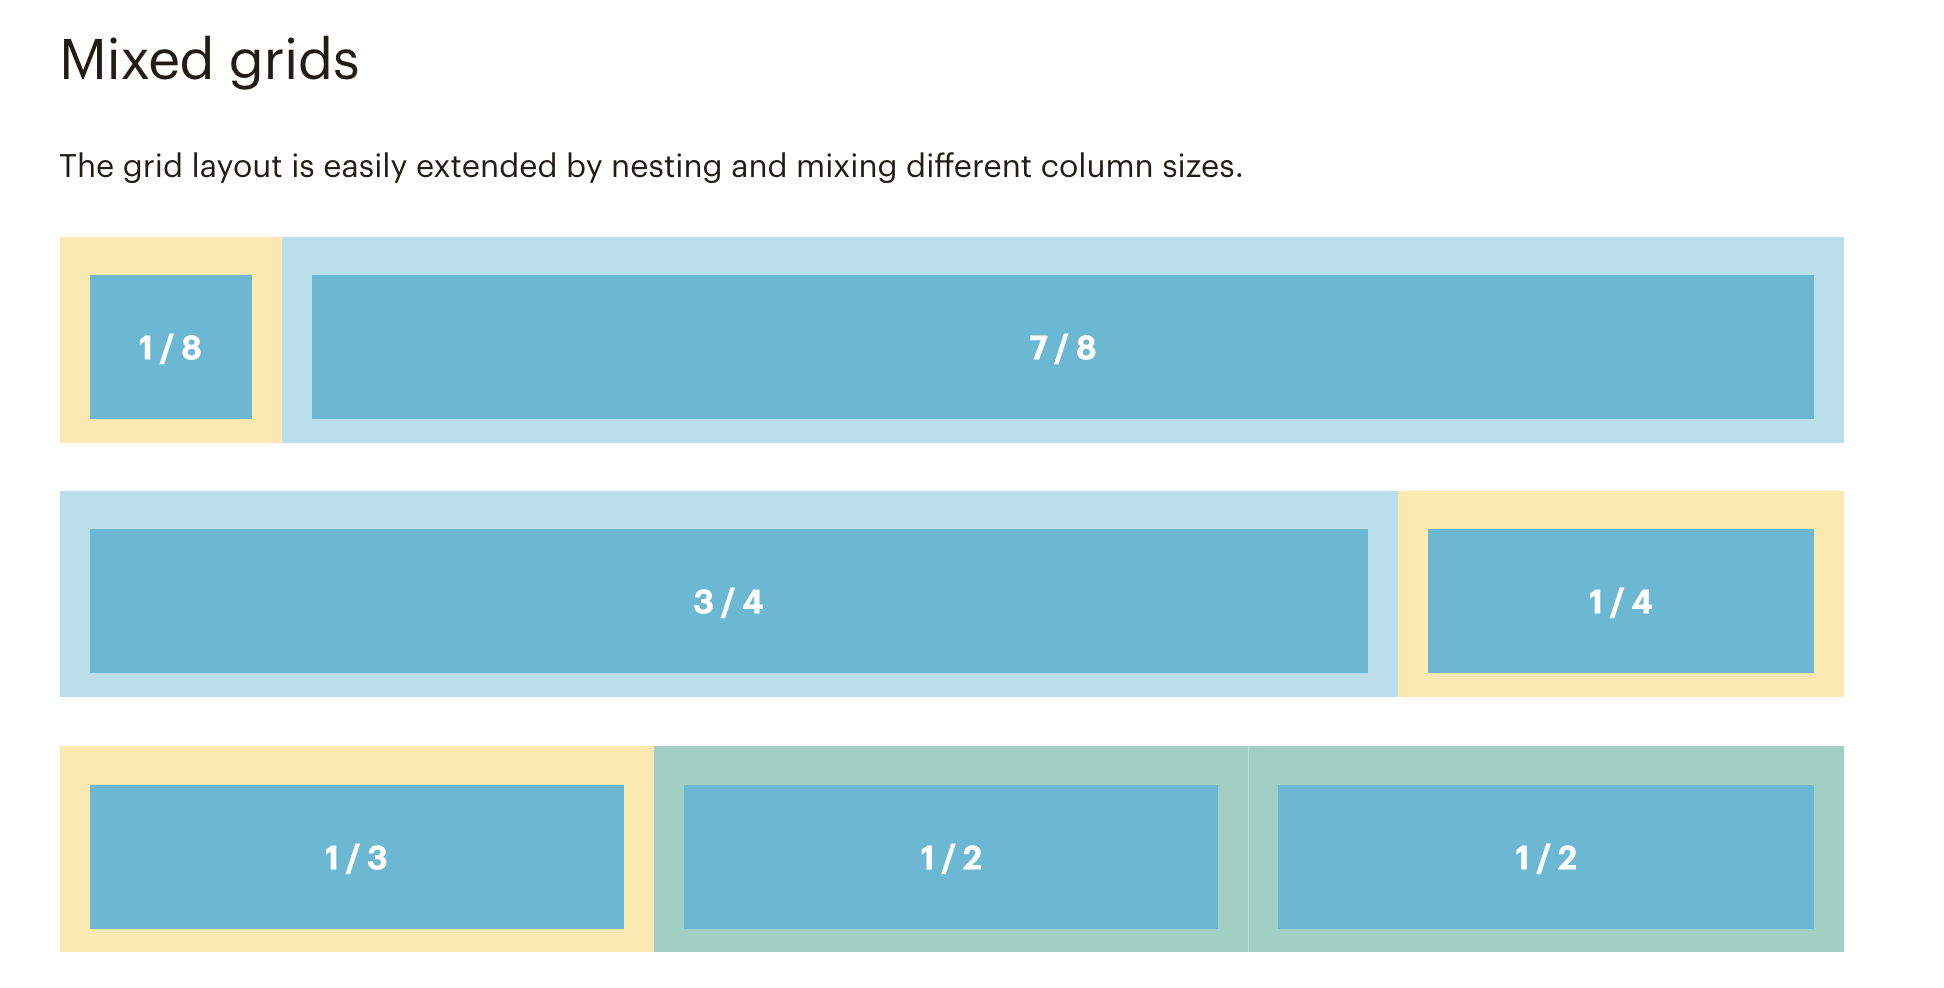 Mixed grids
The grid layout is easily extended by nesting and mixing different column sizes.
1 / 8
7 / 8
3 / 4
1 / 4
1 / 3
1 / 2
1 / 2